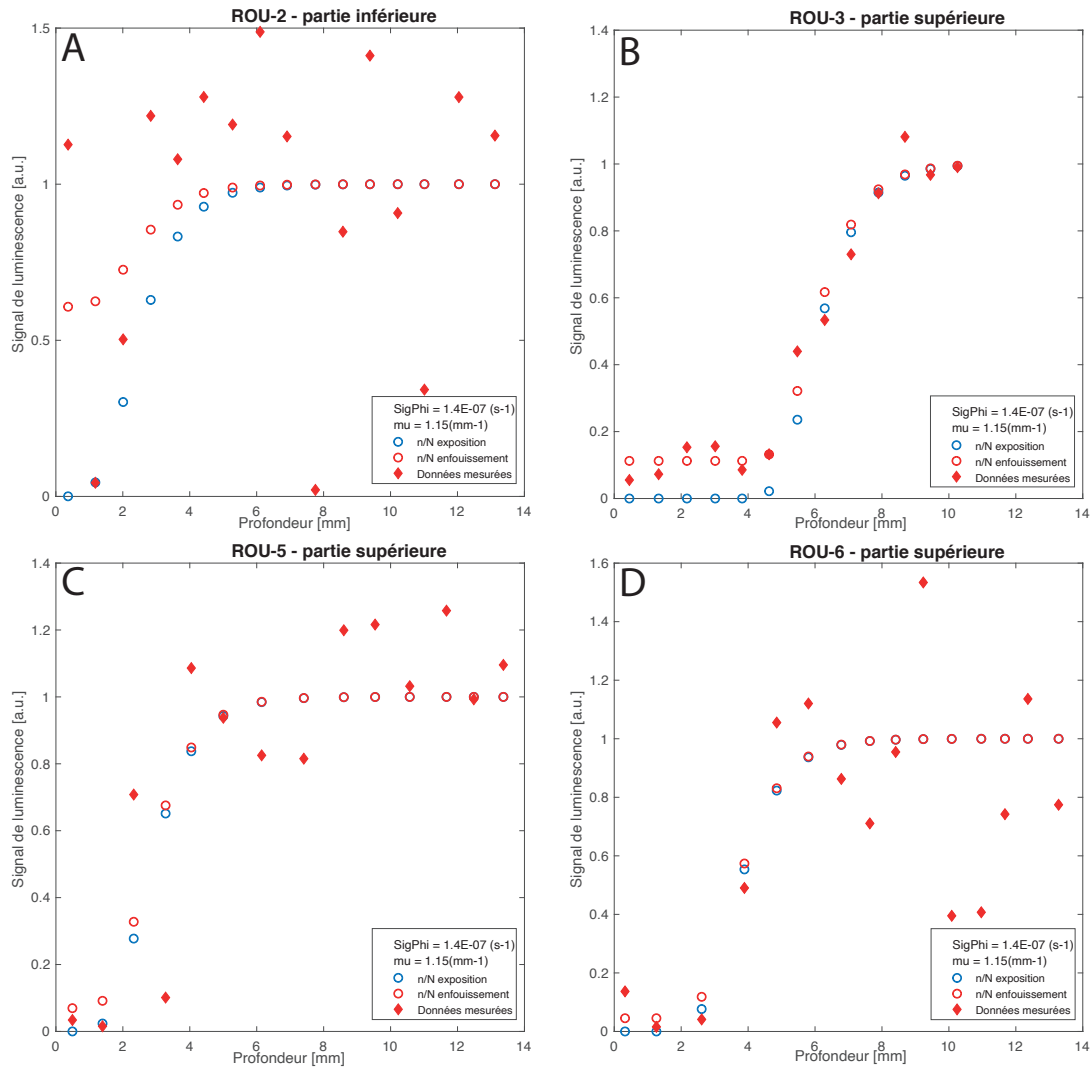 ROU-2 - partie inférieure
A
1.5
1
0.5
0
Signal de luminescence [a.u.]
SigPhi = 1.4E-07 (s-1)
mu = 1.15(mm-1)
n/N exposition
n/N enfouissement
Données mesurées
0 2 4 6 8 10 12 14
Profondeur [mm]
ROU-3 - partie supérieure
B
1.4
1.2
1
0.8
0.6
0.4
0.2
0
Signal de luminescence [a.u.]
SigPhi = 1.4E-07 (s-1)
mu = 1.15(mm-1)
n/N exposition
n/N enfouissement
Données mesurées
0 2 4 6 8 10 12 14
Profondeur [mm]
ROU-5 - partie supérieure
C
1.4
1.2
1
0.8
0.6
0.4
0.2
0
Signal de luminescence [a.u.]
SigPhi = 1.4E-07 (s-1)
mu = 1.15(mm-1)
n/N exposition
n/N enfouissement
Données mesurées
0 2 4 6 8 10 12 14
Profondeur [mm]
ROU-6 - partie supérieure
D
1.6
1.4
1.2
1
0.8
0.6
0.4
0.2
0
Signal de luminescence [a.u.]
SigPhi = 1.4E-07 (s-1)
mu = 1.15(mm-1)
n/N exposition
n/N enfouissement
Données mesurées
0 2 4 6 8 10 12 14
Profondeur [mm]